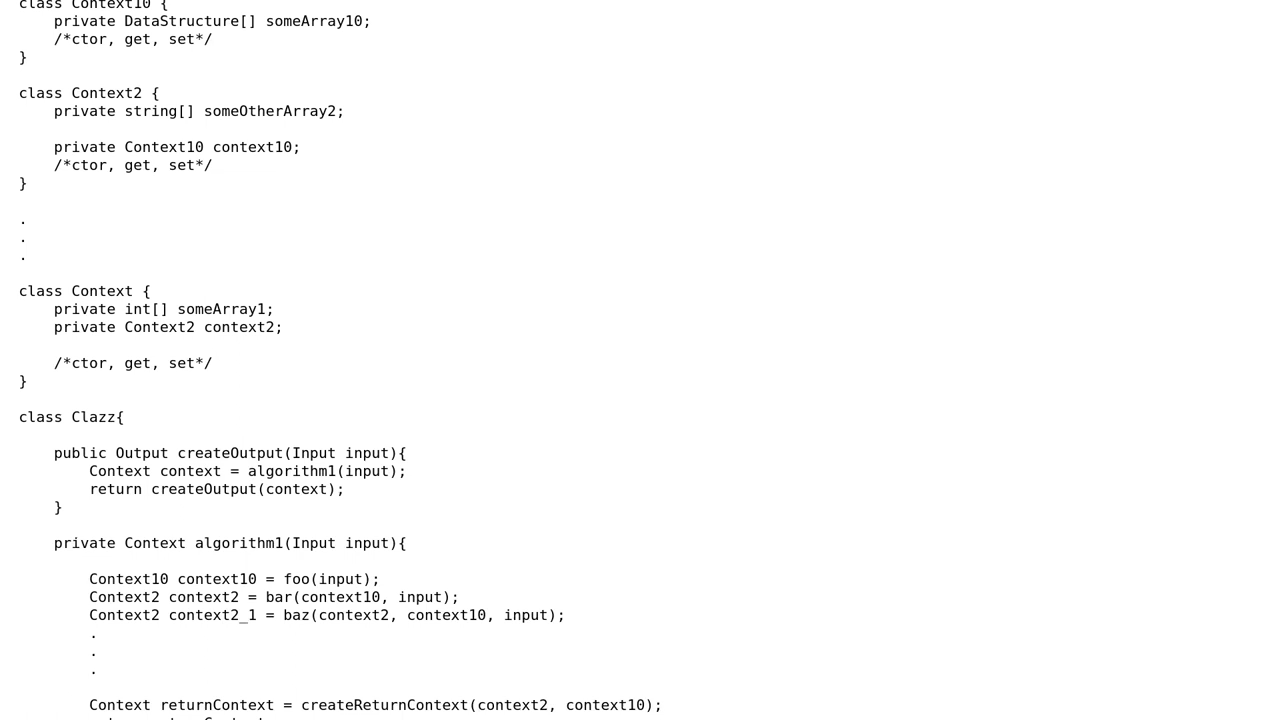 class Context10 {
    private DataStructure[] someArray10;
    /*ctor, get, set*/
}

class Context2 {
    private string[] someOtherArray2;

    private Context10 context10;
    /*ctor, get, set*/
}

.
.
.

class Context {
    private int[] someArray1;
    private Context2 context2;

    /*ctor, get, set*/
}

class Clazz{

    public Output createOutput(Input input){
        Context context = algorithm1(input);
        return createOutput(context);
    }

    private Context algorithm1(Input input){

        Context10 context10 = foo(input);
        Context2 context2 = bar(context10, input);
        Context2 context2_1 = baz(context2, context10, input);
        .
        .
        .

        Context returnContext = createReturnContext(context2, context10);